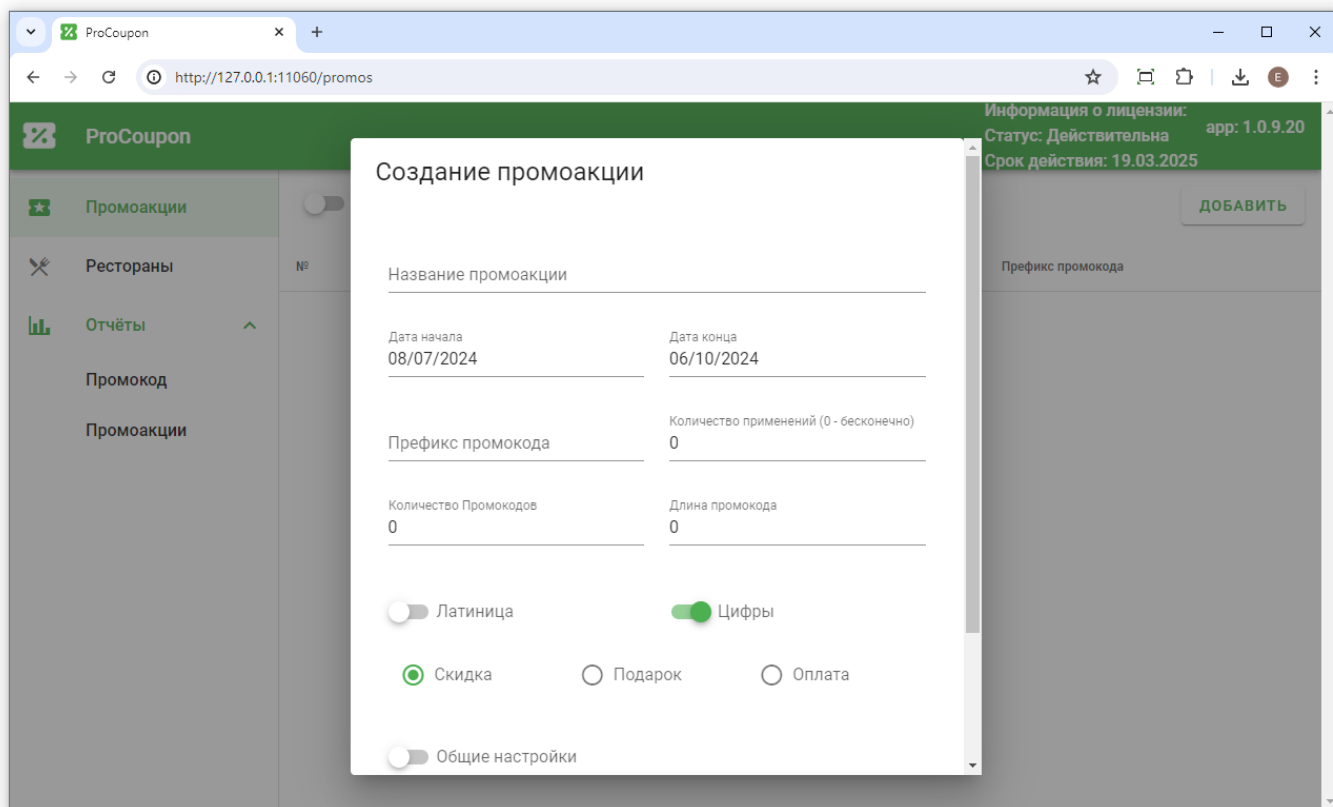 ProCoupon
http://127.0.0.1:11060/promos
E
ProCoupon
Информация о лицензии:
Статус: Действительна
Срок действия: 19.03.2025
app: 1.0.9.20
Промоакции
Рестораны
Отчёты
Промокод
Промоакции
ДОБАВИТЬ
№
Префикс промокода
Создание промоакции
Название промоакции
Дата начала
08/07/2024
Дата конца
06/10/2024
Префикс промокода
Количество применений (0 - бесконечно)
0
Количество Промокодов
0
Длина промокода
0
Латиница
Цифры
Скидка
Подарок
Оплата
Общие настройки